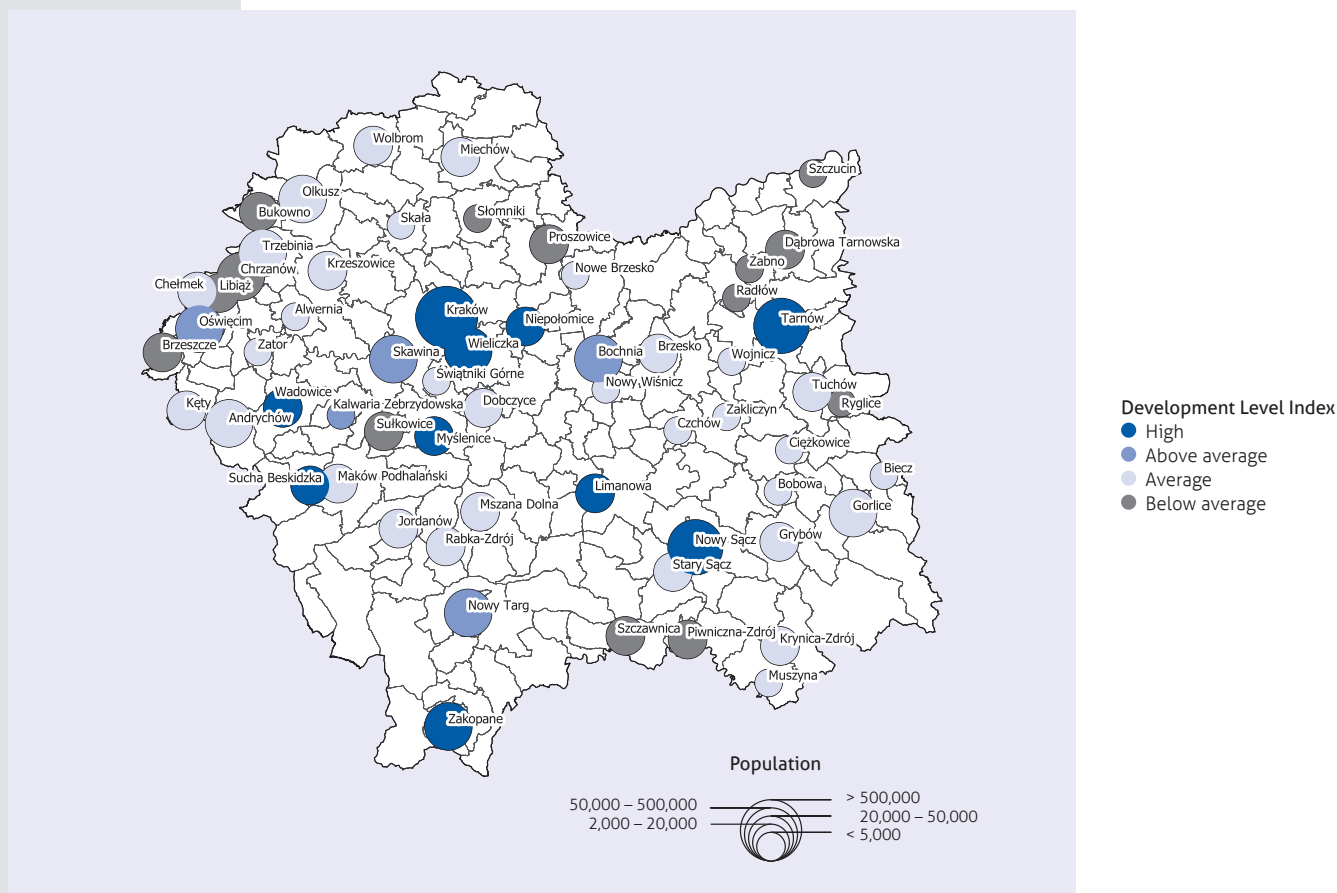 Wolbrom
Miechów
Szczucin
Olkusz
Bukowno
Skała
Słomniki
Proszowice
Dąbrowa Tarnowska
Trzebinia
Krzeszowice
Nowe Brzesko
Żabno
Chrzanów
Chełmek
Libiąż
Radłów
Alwernia
Kraków
Niepołomice
Tarnów
Oświęcim
Brzeszcze
Zator
Skawina
Wieliczka
Bochnia
Brzesko
Wojnicz
Świątniki Górne
Nowy Wiśnicz
Tuchów
Wadowice
Kęty
Kalwaria Zebrzydowska
Dobczyce
Zakliczyn
Ryglice
Andrychów
Sułkowice
Czchów
Myślenice
Ciężkowice
Sucha Beskidzka
Maków Podhalański
Biecz
Limanowa
Bobowa
Mszana Dolna
Gorlice
Jordanów
Rabka-Zdrój
Nowy Sącz
Grybów
Stary Sącz
Nowy Targ
Szczawnica
Piwniczna-Zdrój
Krynica-Zdrój
Muszyna
Zakopane
Population
50,000 – 500,000
2,000 – 20,000
> 500,000
20,000 – 50,000
< 5,000
Development Level Index
High
Above average
Average
Below average